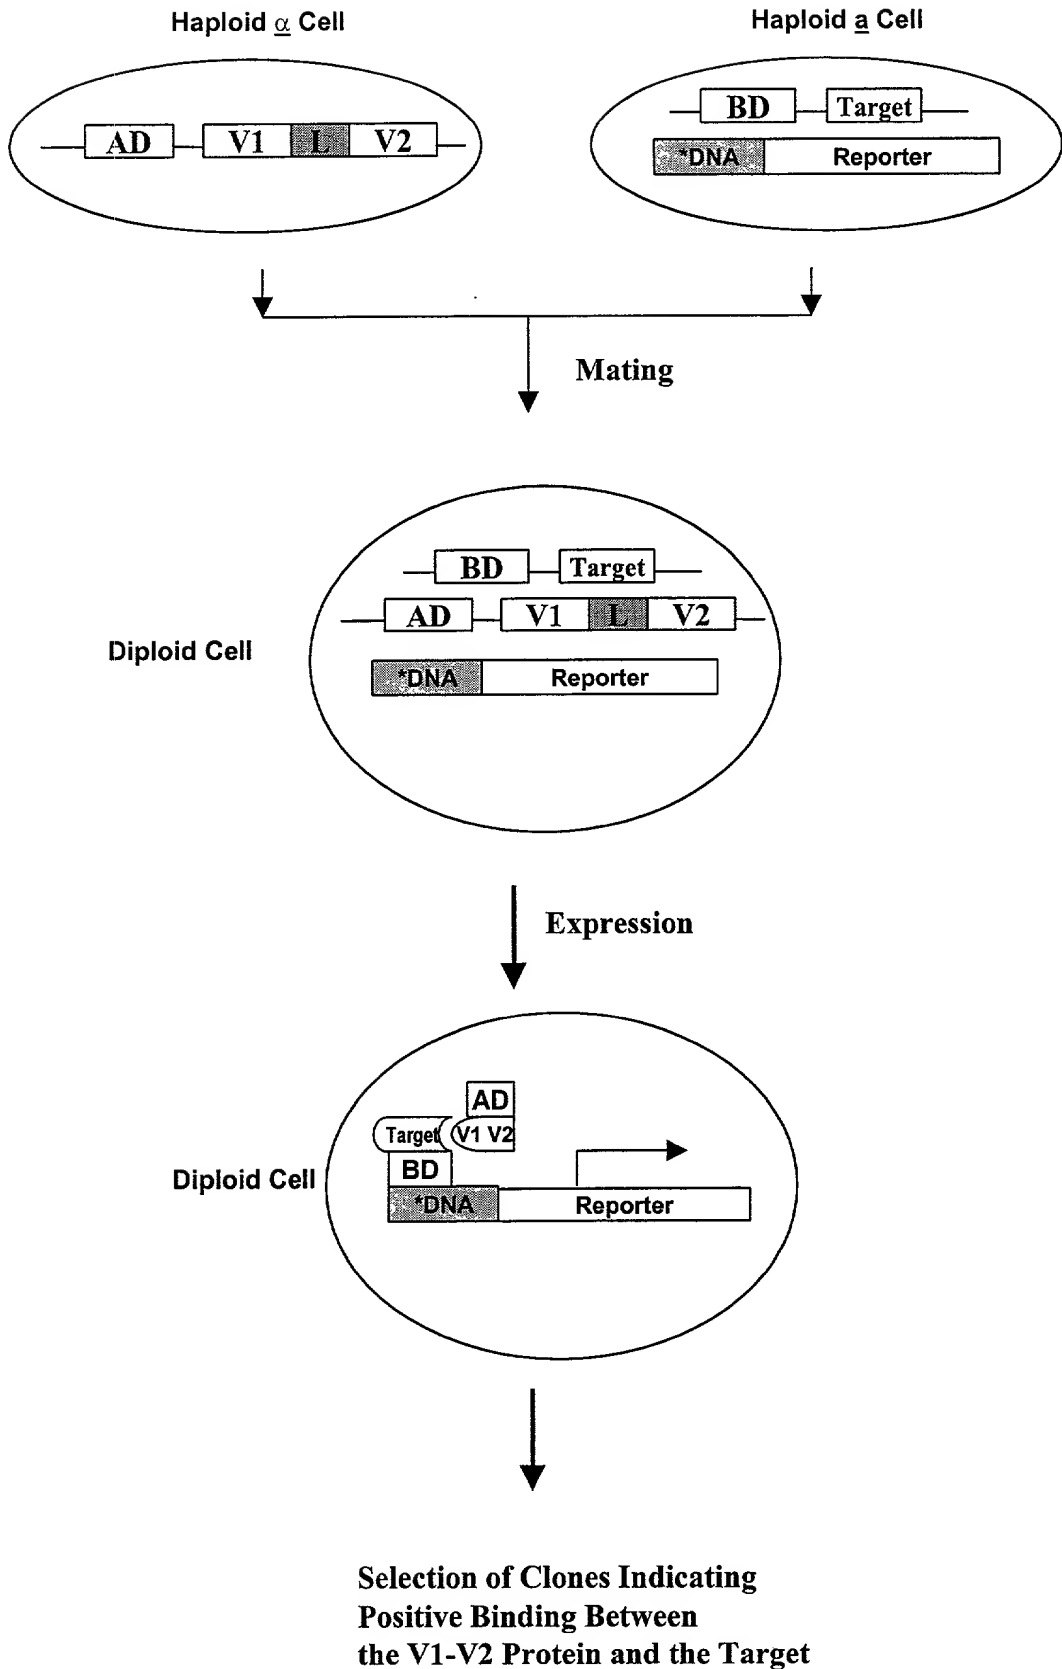 Haploid α Cell
Haploid a Cell
AD V1 L V2
BD Target
*DNA Reporter
Mating
BD Target
AD V1 L V2
Diploid Cell
*DNA Reporter
Expression
AD
Target V1 V2
BD
Diploid Cell
*DNA Reporter
Selection of Clones Indicating
Positive Binding Between
the V1-V2 Protein and the Target